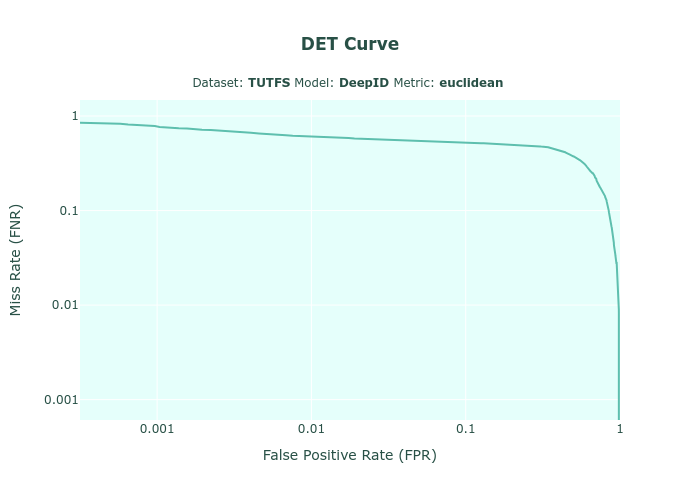 DET Curve
Dataset: TUTFS Model: DeepID Metric: euclidean
1
0.1
0.01
0.001
Miss Rate (FNR)
0.001 0.01 0.1 1
False Positive Rate (FPR)